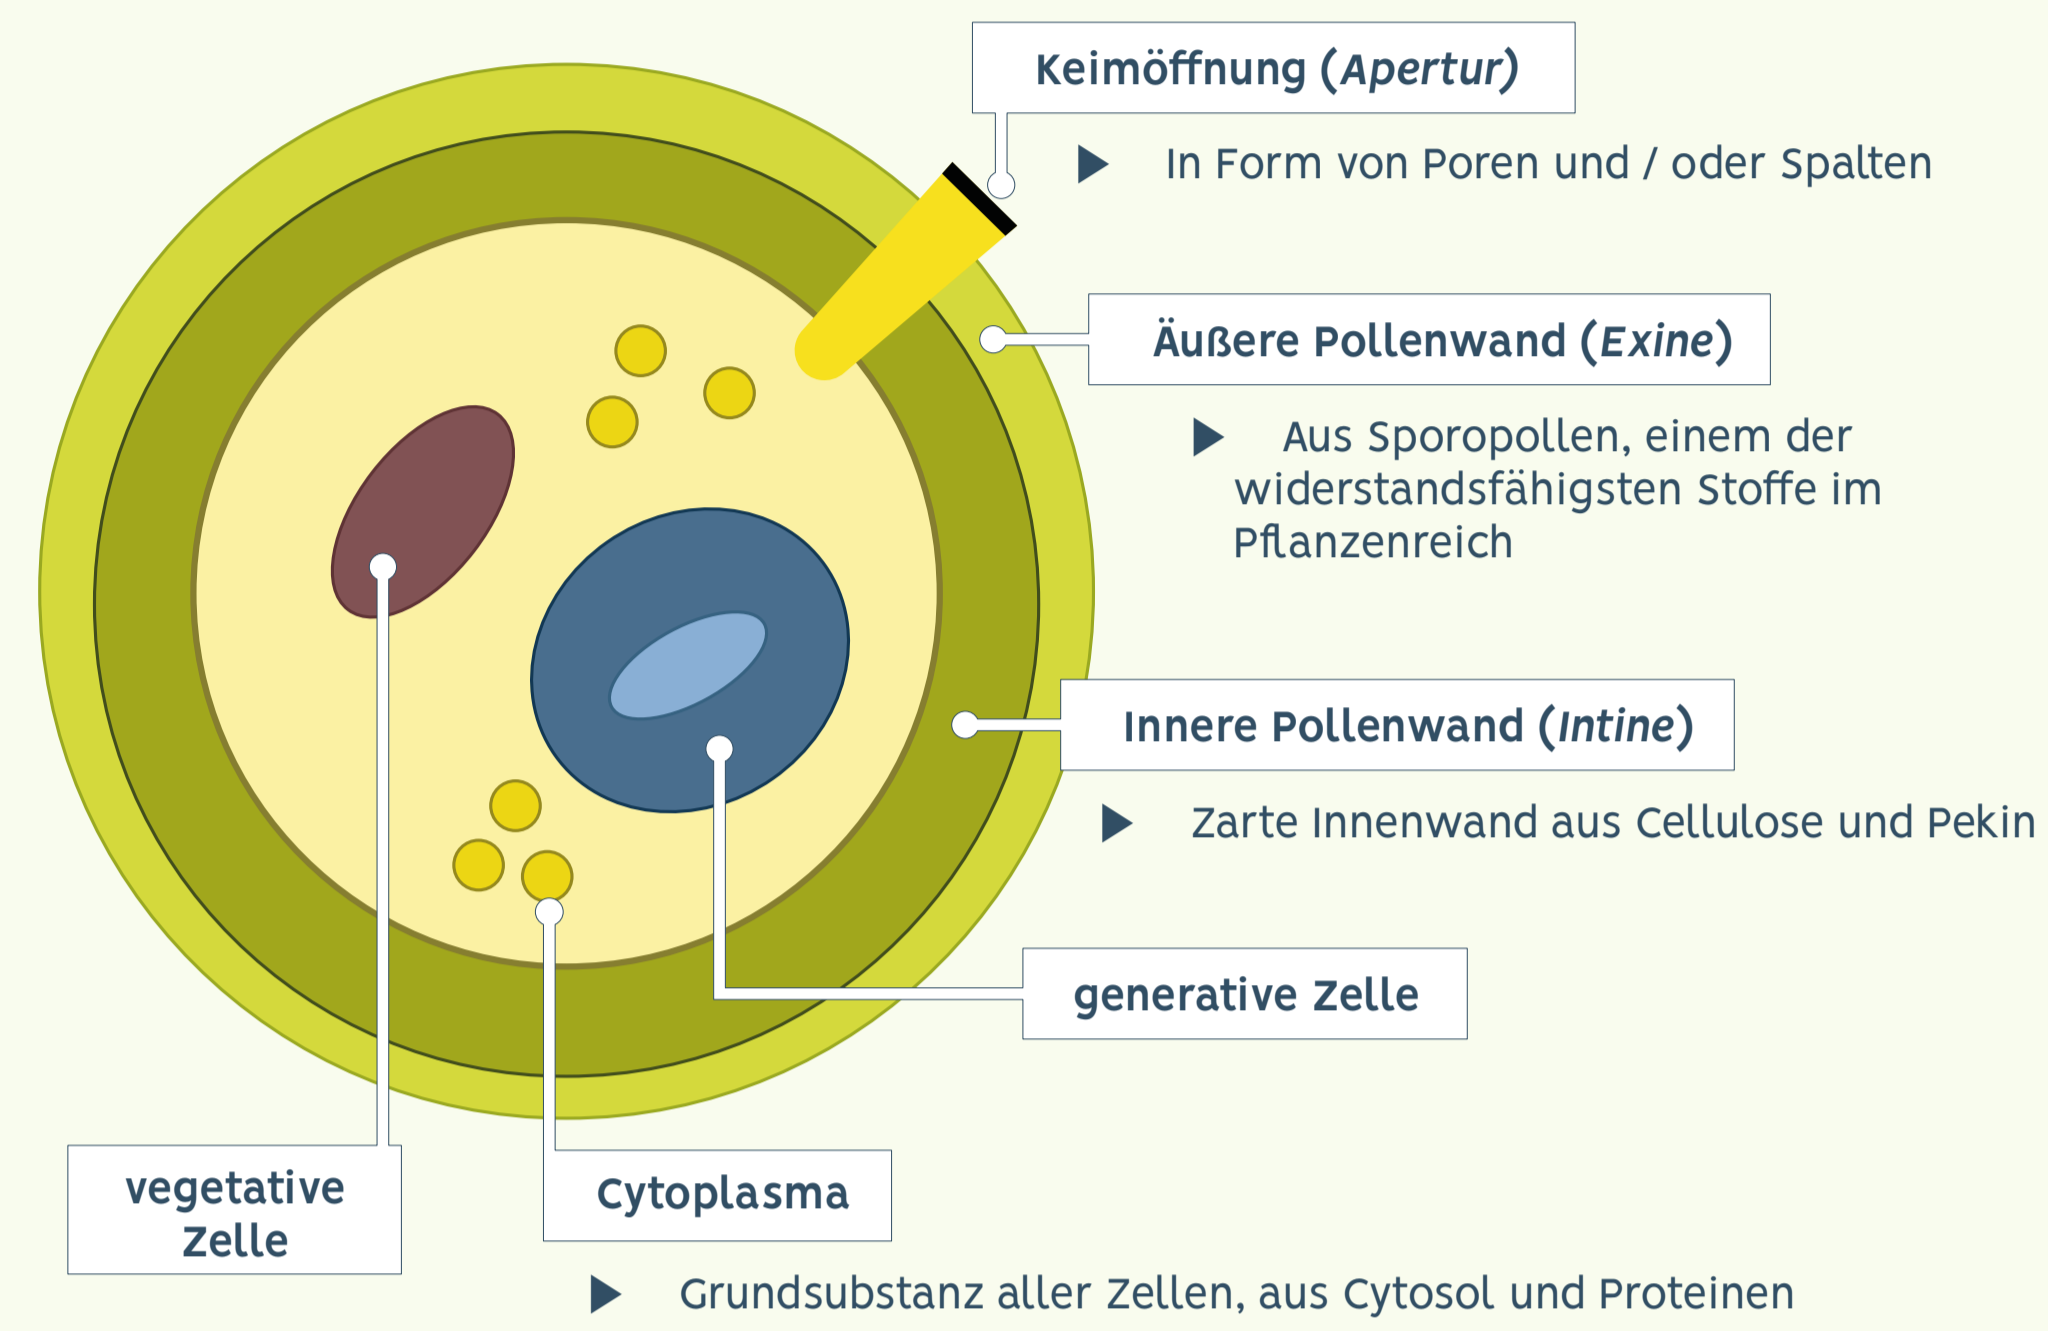 Keimöffnung (Apertur)
In Form von Poren und / oder Spalten
Äußere Pollenwand (Exine)
Aus Sporopollen, einem der
widerstandsfähigsten Stoffe im
Pflanzenreich
Innere Pollenwand (Intine)
Zarte Innenwand aus Cellulose und Pekin
generative Zelle
vegetative
Zelle
Cytoplasma
Grundsubstanz aller Zellen, aus Cytosol und Proteinen